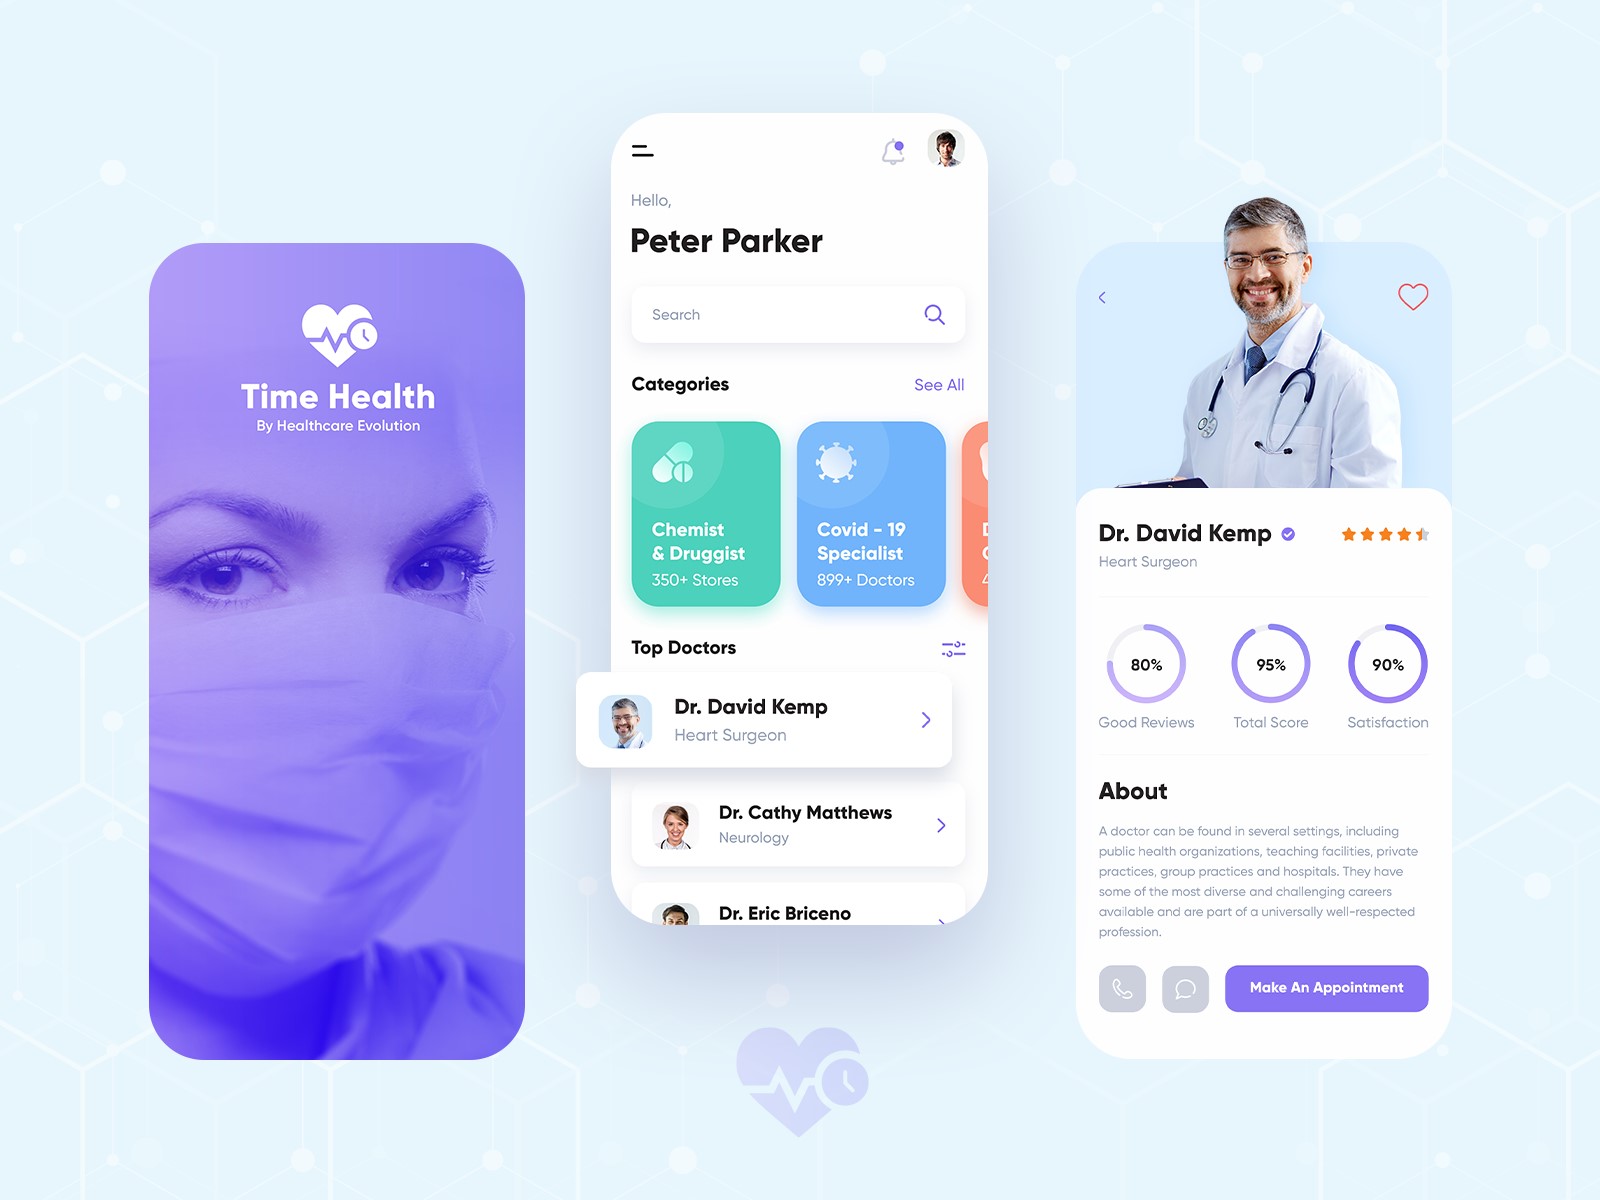 Time Health
By Healthcare Evolution
Hello,
Peter Parker
Search
Categories
See All
Chemist
& Druggist
350+ Stores
Covid - 19
Specialist
899+ Doctors
Top Doctors
Dr. David Kemp
Heart Surgeon
Dr. Cathy Matthews
Neurology
Dr. Eric Briceno
Dr. David Kemp
Heart Surgeon
80%
95%
90%
Good Reviews
Total Score
Satisfaction
About
A doctor can be found in several settings, including
public health organizations, teaching facilities, private
practices, group practices and hospitals. They have
some of the most diverse and challenging careers
available and are part of a universally well-respected
profession.
Make An Appointment